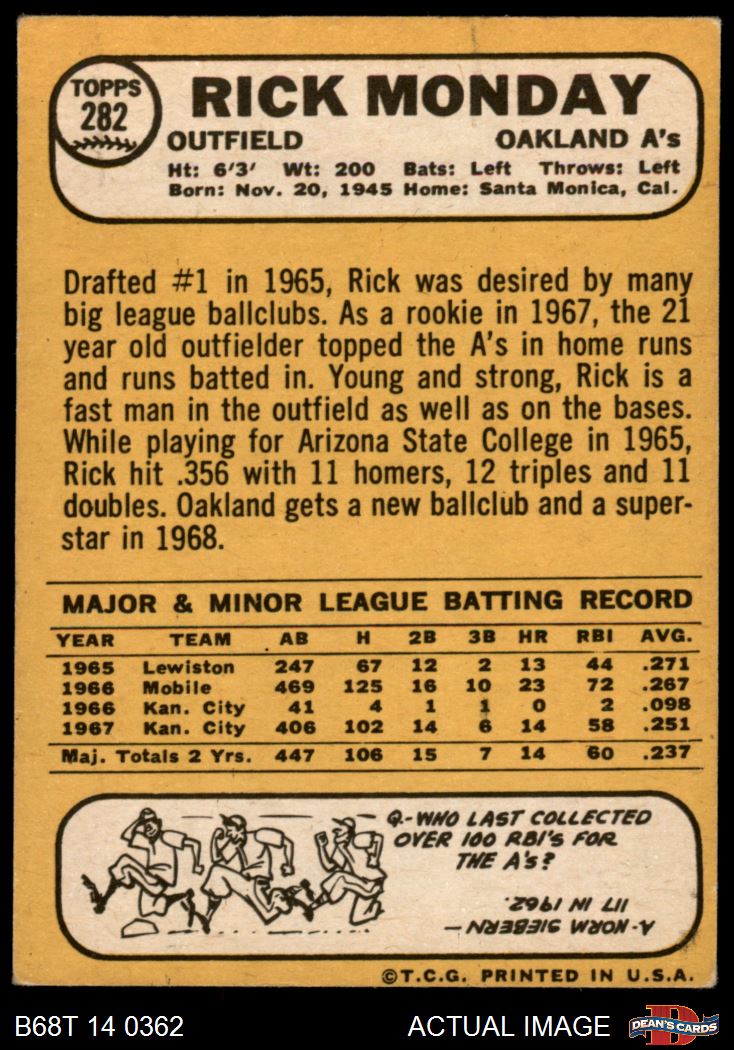 TOPPS
282
RICK MONDAY
OUTFIELD OAKLAND A's
Ht: 6'3' Wt: 200 Bats: Left Throws: Left
Born: Nov. 20, 1945 Home: Santa Monica, Cal.
Drafted #1 in 1965, Rick was desired by many
big league ballclubs. As a rookie in 1967, the 21
year old outfielder topped the A's in home runs
and runs batted in. Young and strong, Rick is a
fast man in the outfield as well as on the bases.
While playing for Arizona State College in 1965,
Rick hit .356 with 11 homers, 12 triples and 11
doubles. Oakland gets a new ballclub and a super-
star in 1968.
MAJOR & MINOR LEAGUE BATTING RECORD
YEAR TEAM AB H 2B 3B HR RBI AVG.
1965 Lewiston 247 67 12 2 13 44 .271
1966 Mobile 469 125 16 10 23 72 .267
1966 Kan. City 41 4 1 1 0 2 .098
1967 Kan. City 406 102 14 6 14 58 .251
Maj. Totals 2 Yrs. 447 106 15 7 14 60 .237
Q.-WHO LAST COLLECTED
OVER 100 RBI'S FOR
THE A's?
A.-NORM SIEBERN—
117 IN 1962.
©T.C.G. PRINTED IN U.S.A.
B68T 14 0362 ACTUAL IMAGE D DEAN'S CARDS